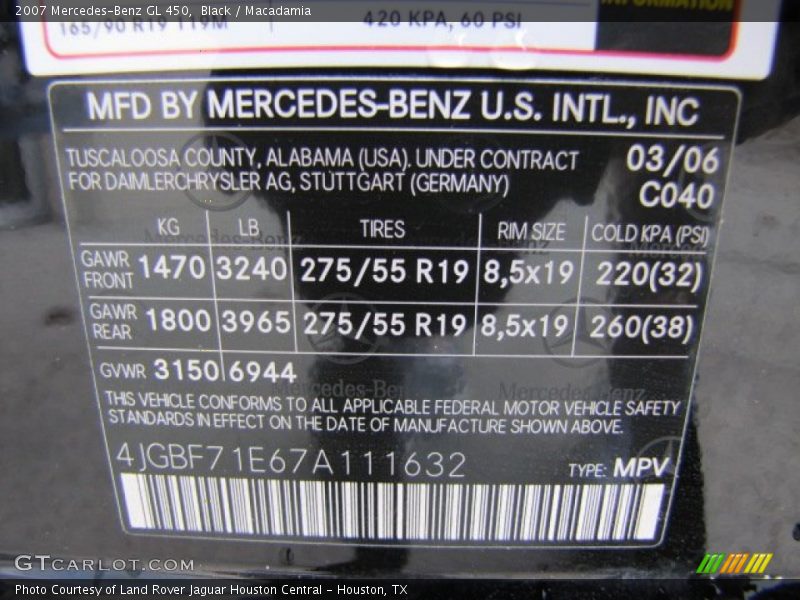 2007 Mercedes-Benz GL 450, Black / Macadamia
INFORMATION
165/90 R19 119M 420 KPA, 60 PSI
MFD BY MERCEDES-BENZ U.S. INTL., INC
TUSCALOOSA COUNTY, ALABAMA (USA). UNDER CONTRACT 03/06
FOR DAIMLERCHRYSLER AG, STUTTGART (GERMANY) C040
KG LB TIRES RIM SIZE COLD KPA (PSI)
GAWR FRONT 1470 3240 275/55 R19 8,5x19 220(32)
GAWR REAR 1800 3965 275/55 R19 8,5x19 260(38)
GVWR 3150 6944
THIS VEHICLE CONFORMS TO ALL APPLICABLE FEDERAL MOTOR VEHICLE SAFETY
STANDARDS IN EFFECT ON THE DATE OF MANUFACTURE SHOWN ABOVE.
4JGBF71E67A111632 TYPE: MPV
GTCARLOT.COM
Photo Courtesy of Land Rover Jaguar Houston Central - Houston, TX